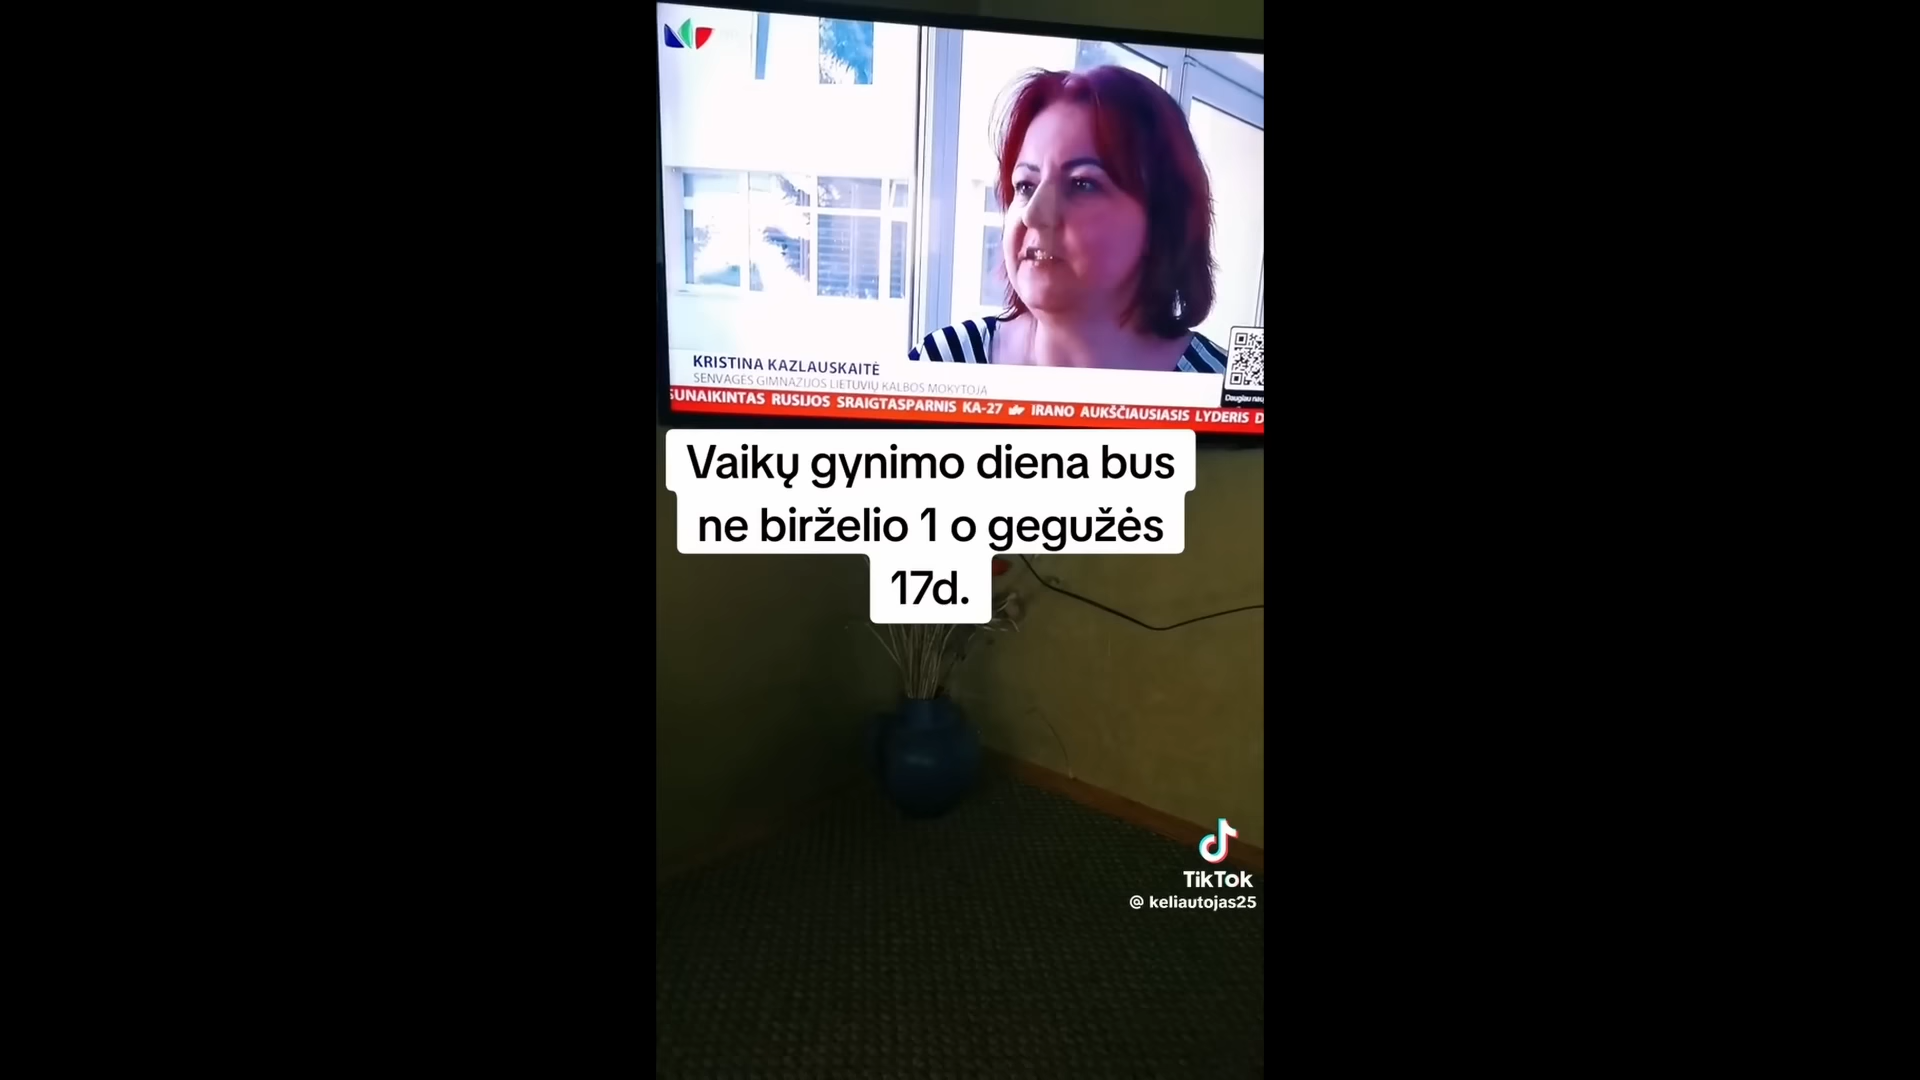 KRISTINA KAZLAUSKAITĖ
SENVAGĖS GIMNAZIJOS LIETUVIŲ KALBOS MOKYTOJA
SUNAIKINTAS RUSIJOS SRAIGTASPARNIS KA-27 IRANO AUKŠČIAUSIASIS LYDERIS
Vaikų gynimo diena bus
ne birželio 1 o gegužės
17d.
TikTok
@ keliautojas25